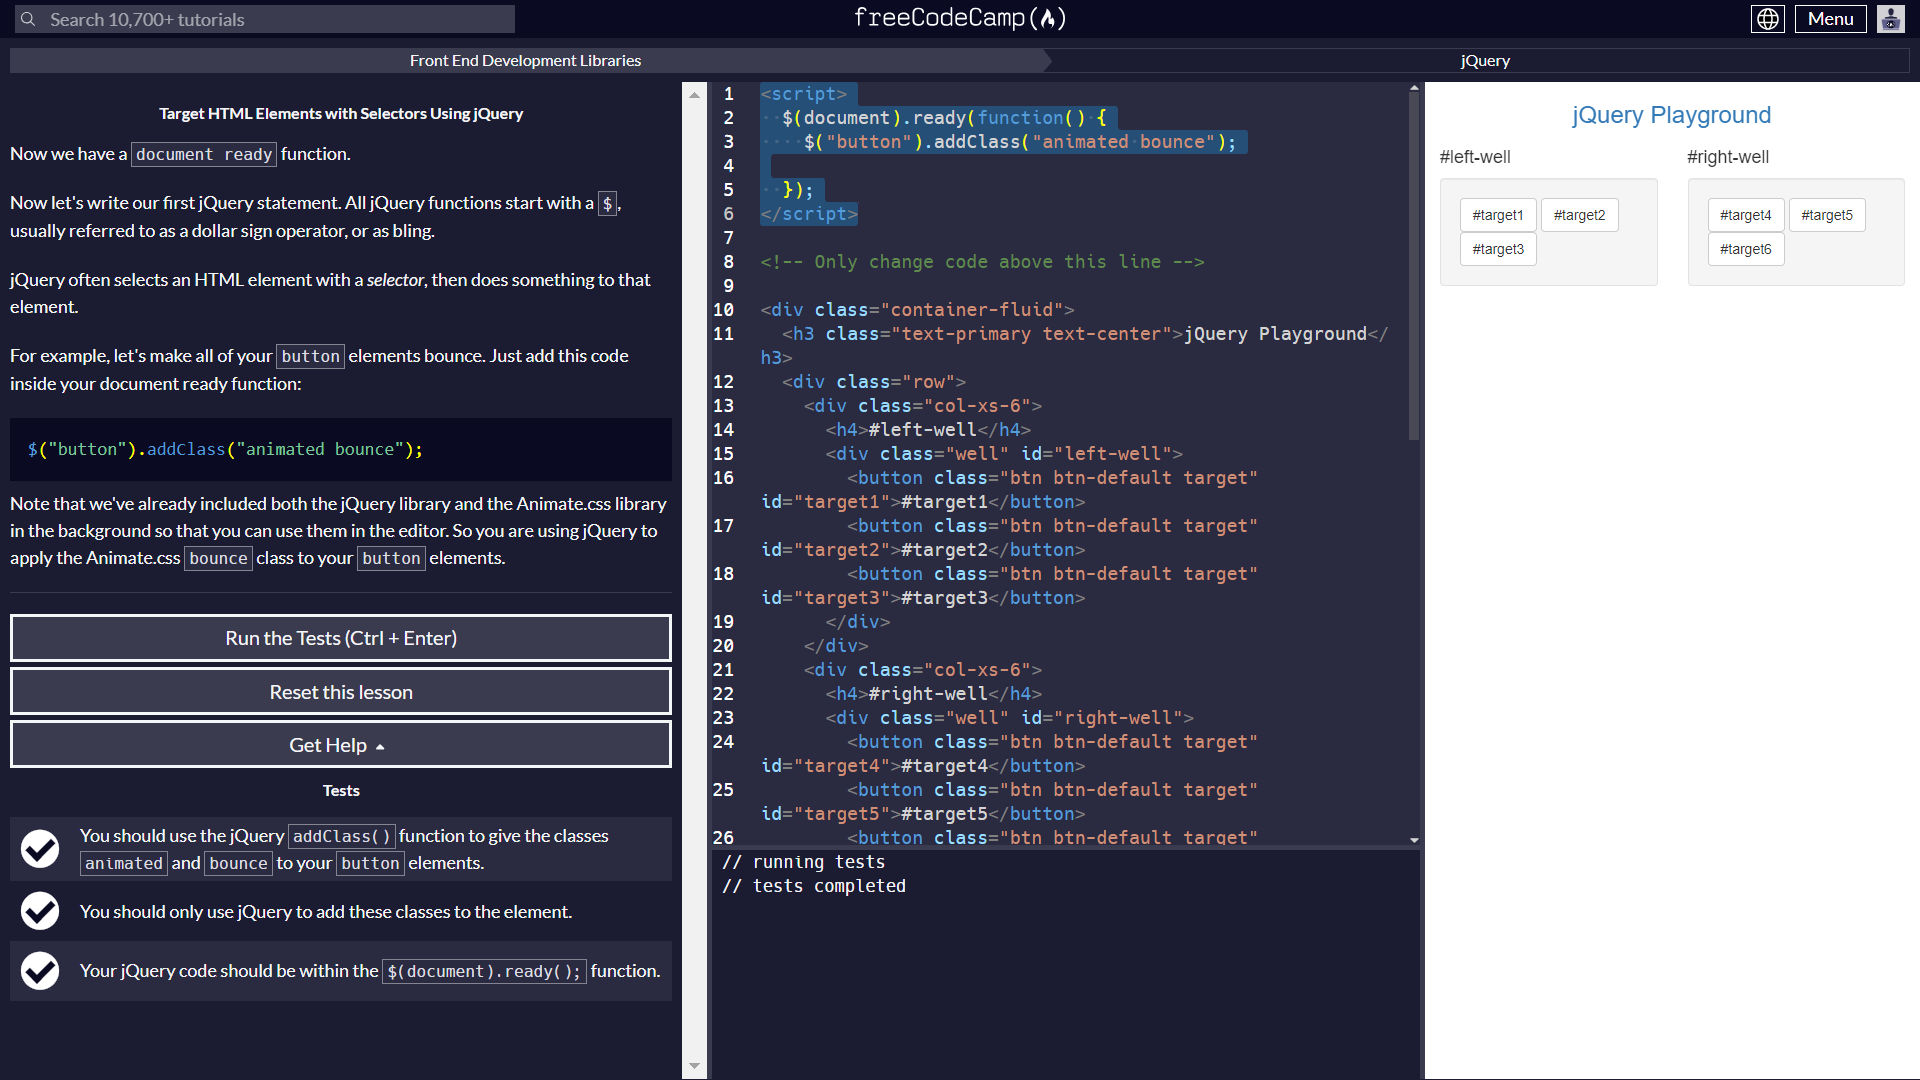 Search 10,700+ tutorials
freeCodeCamp
Menu
Front End Development Libraries
jQuery
Target HTML Elements with Selectors Using jQuery
Now we have a document ready function.
Now let's write our first jQuery statement. All jQuery functions start with a $,
usually referred to as a dollar sign operator, or as bling.
jQuery often selects an HTML element with a selector, then does something to that
element.
For example, let's make all of your button elements bounce. Just add this code
inside your document ready function:
$("button").addClass("animated bounce");
Note that we've already included both the jQuery library and the Animate.css library
in the background so that you can use them in the editor. So you are using jQuery to
apply the Animate.css bounce class to your button elements.
Run the Tests (Ctrl + Enter)
Reset this lesson
Get Help
Tests
You should use the jQuery addClass() function to give the classes
animated and bounce to your button elements.
You should only use jQuery to add these classes to the element.
Your jQuery code should be within the $(document).ready(); function.
1 <script>
2 $(document).ready(function() {
3 $("button").addClass("animated bounce");
4
5 });
6 </script>
7
8 <!-- Only change code above this line -->
9
10 <div class="container-fluid">
11 <h3 class="text-primary text-center">jQuery Playground</
h3>
12 <div class="row">
13 <div class="col-xs-6">
14 <h4>#left-well</h4>
15 <div class="well" id="left-well">
16 <button class="btn btn-default target"
id="target1">#target1</button>
17 <button class="btn btn-default target"
id="target2">#target2</button>
18 <button class="btn btn-default target"
id="target3">#target3</button>
19 </div>
20 </div>
21 <div class="col-xs-6">
22 <h4>#right-well</h4>
23 <div class="well" id="right-well">
24 <button class="btn btn-default target"
id="target4">#target4</button>
25 <button class="btn btn-default target"
id="target5">#target5</button>
26 <button class="btn btn-default target"
// running tests
// tests completed
jQuery Playground
#left-well
#target1 #target2
#target3
#right-well
#target4 #target5
#target6